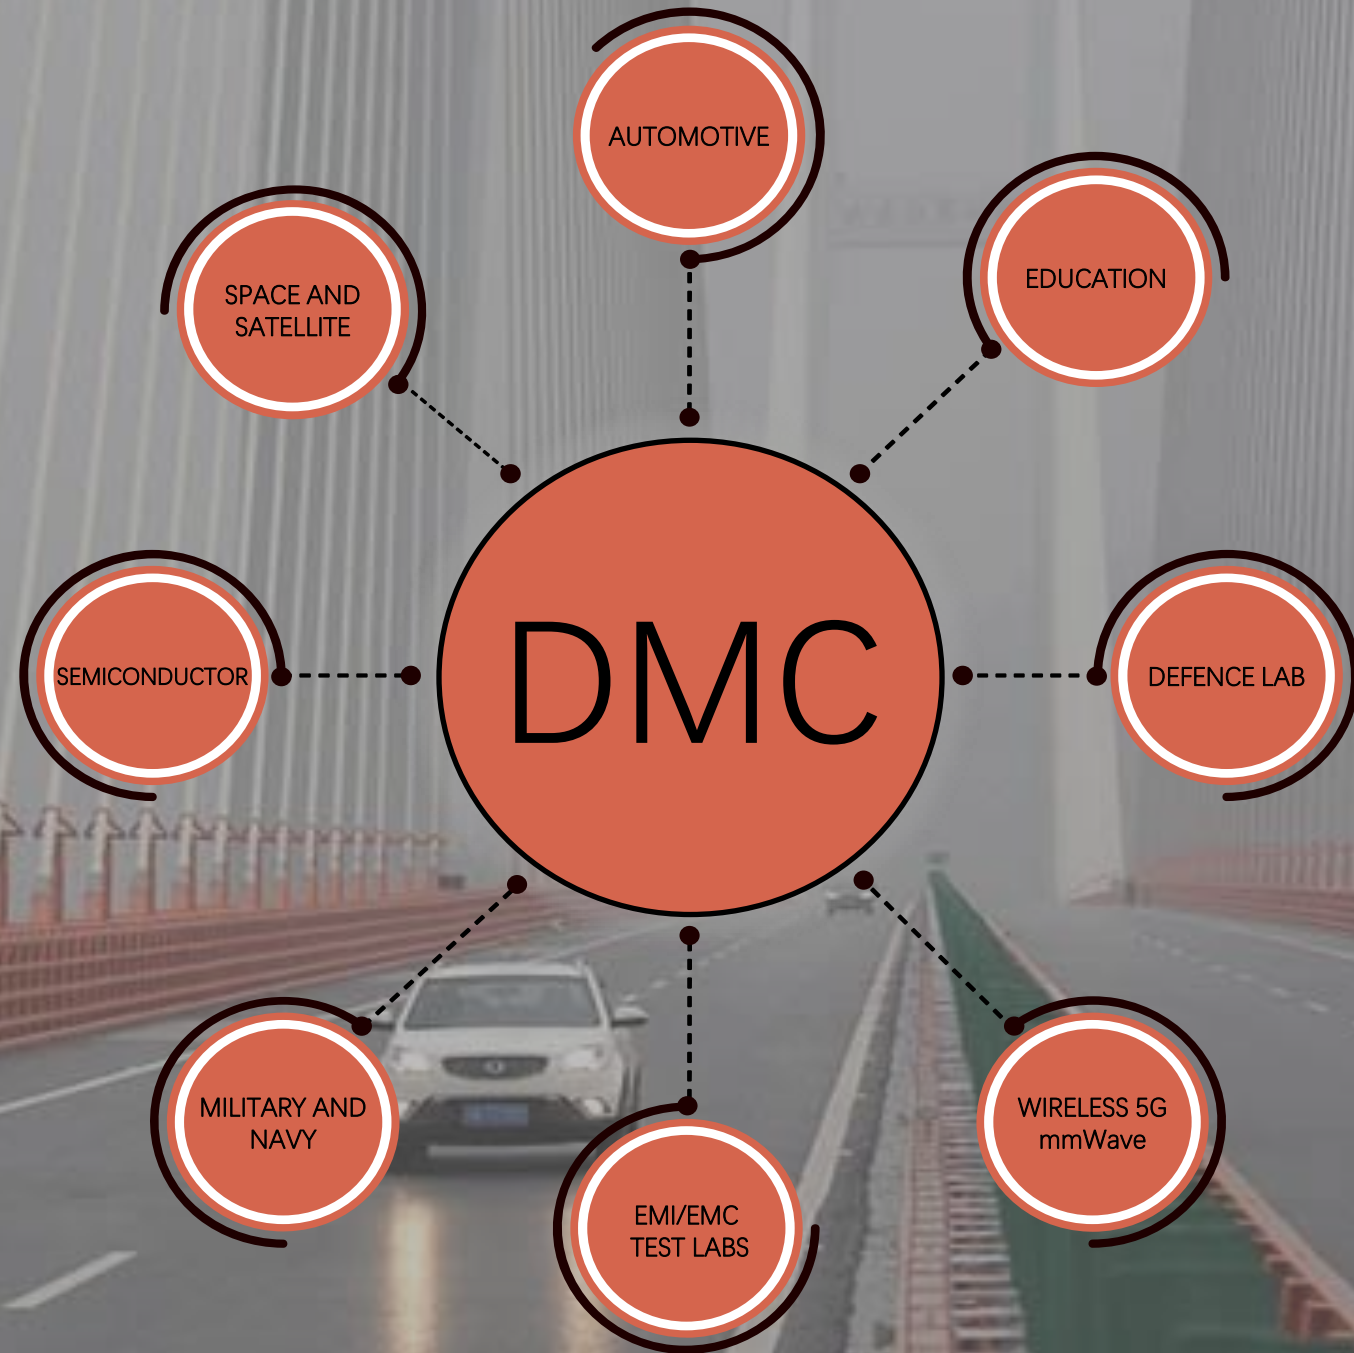 AUTOMOTIVE
EDUCATION
SPACE AND
SATELLITE
DMC
SEMICONDUCTOR
DEFENCE LAB
MILITARY AND
NAVY
WIRELESS 5G
mmWave
EMI/EMC
TEST LABS